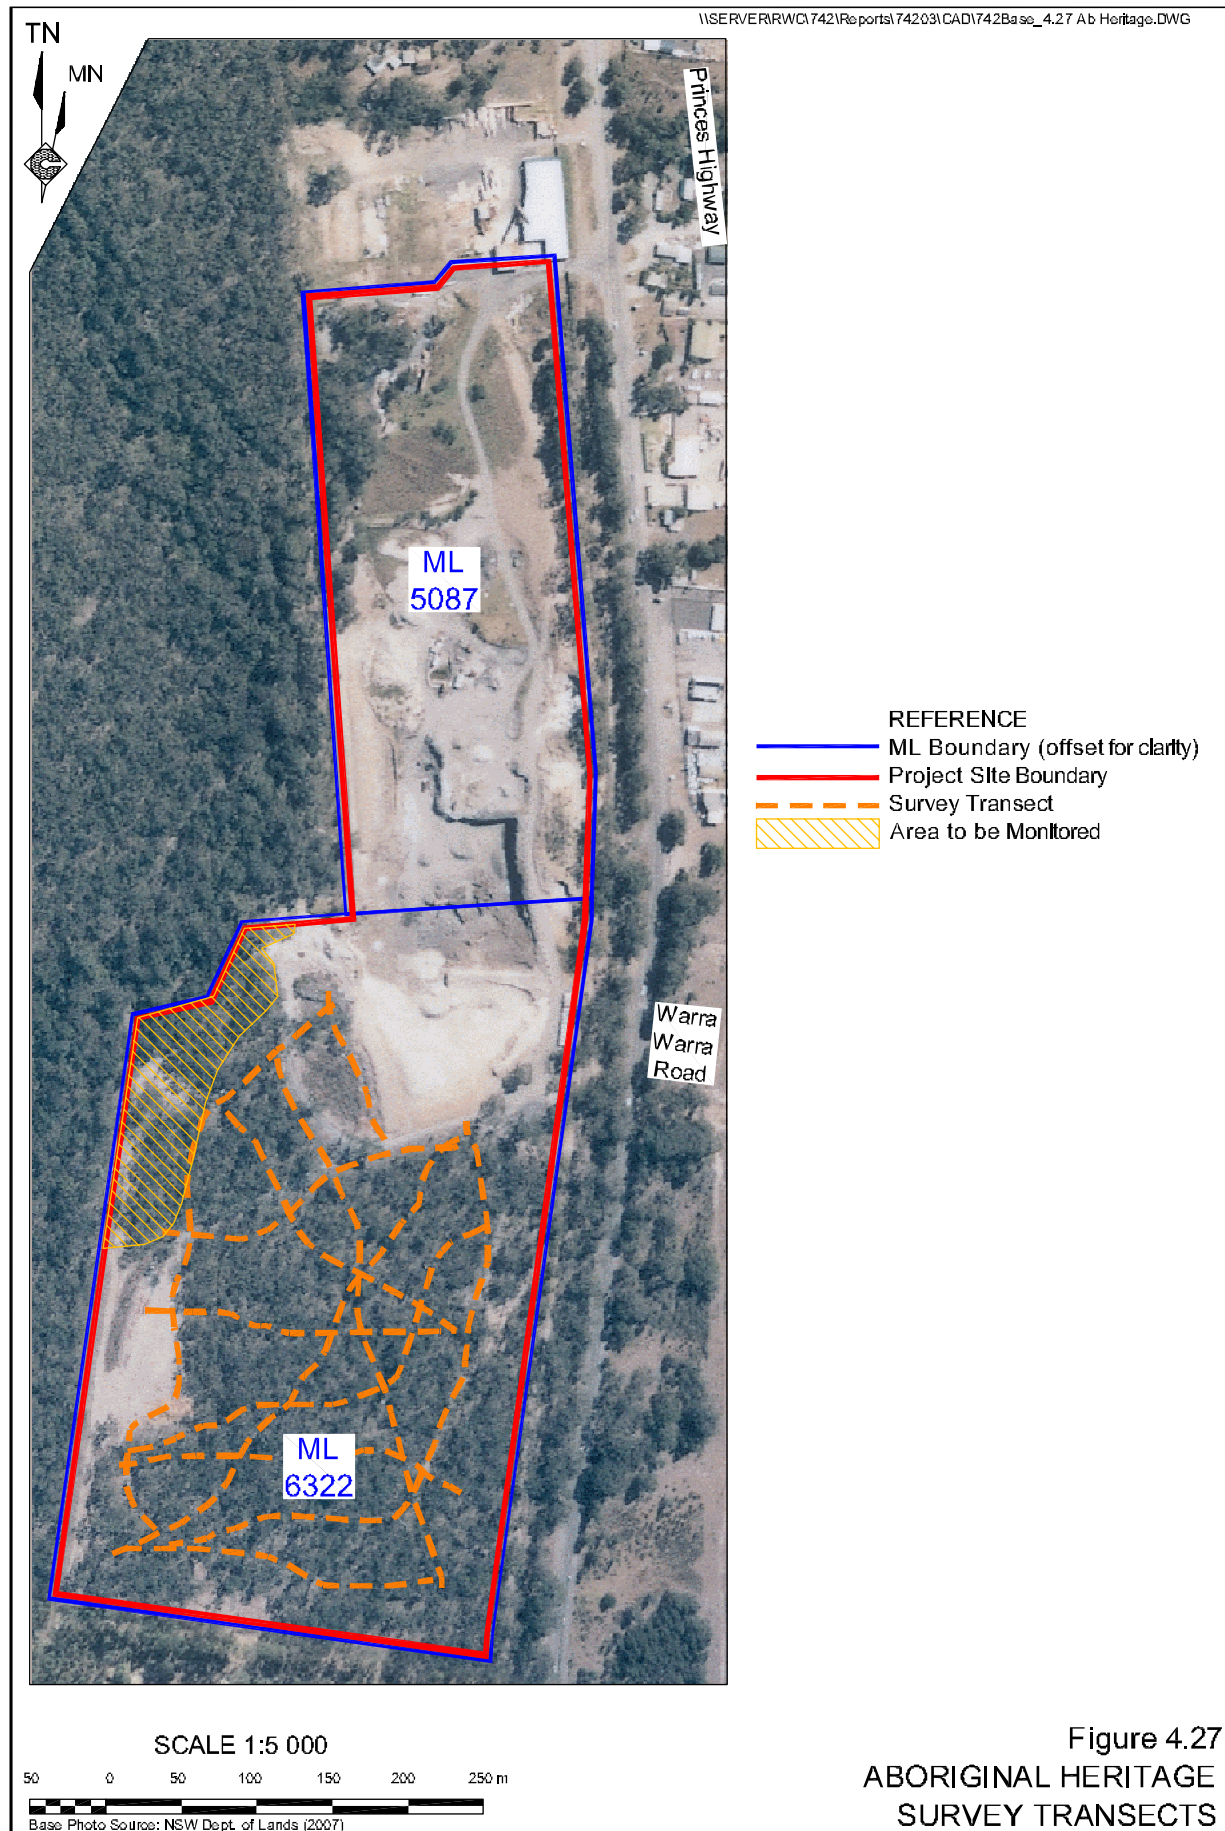 \\SERVER\RWC\742\Reports\74203\CAD\742Base_4.27 Ab Heritage.DWG
TN
MN
Princes Highway
ML
5087
REFERENCE
ML Boundary (offset for clarity)
Project Site Boundary
Survey Transect
Area to be Monitored
Warra
Warra
Road
ML
6322
SCALE 1:5 000
50 0 50 100 150 200 250 m
Base Photo Source: NSW Dept. of Lands (2007)
Figure 4.27
ABORIGINAL HERITAGE
SURVEY TRANSECTS